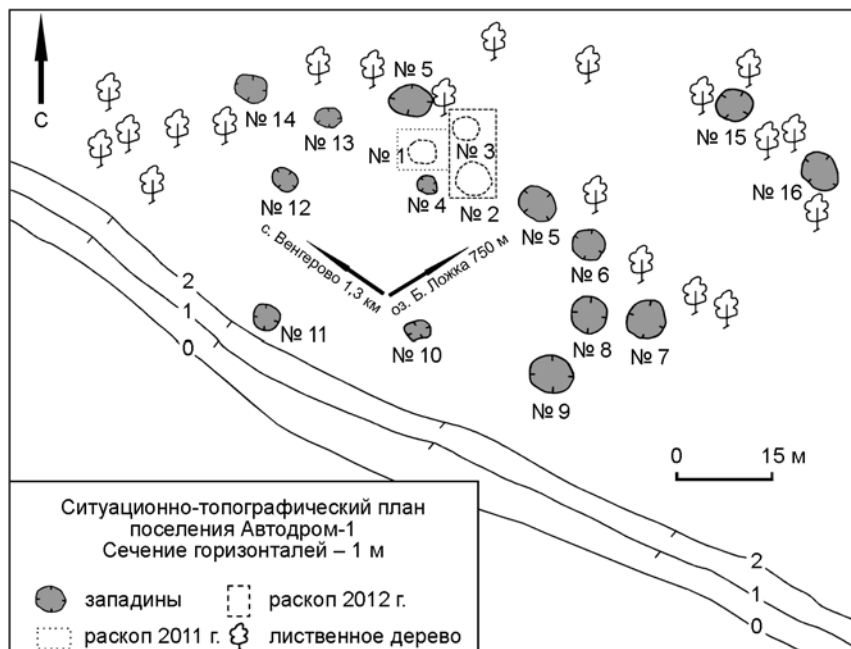 № 5
№ 14
№ 13
№ 15
С
№ 1
№ 3
№ 16
№ 12
№ 4
№ 2
№ 5
с. Венгерово 1,3 км
оз. Б. Ложка 750 м
№ 6
2
1
0
№ 11
№ 10
№ 8
№ 7
№ 9
0 15 м
Ситуационно-топографический план
поселения Автодром-1
Сечение горизонталей – 1 м
западины
раскоп 2012 г.
раскоп 2011 г.
лиственное дерево
2
1
0